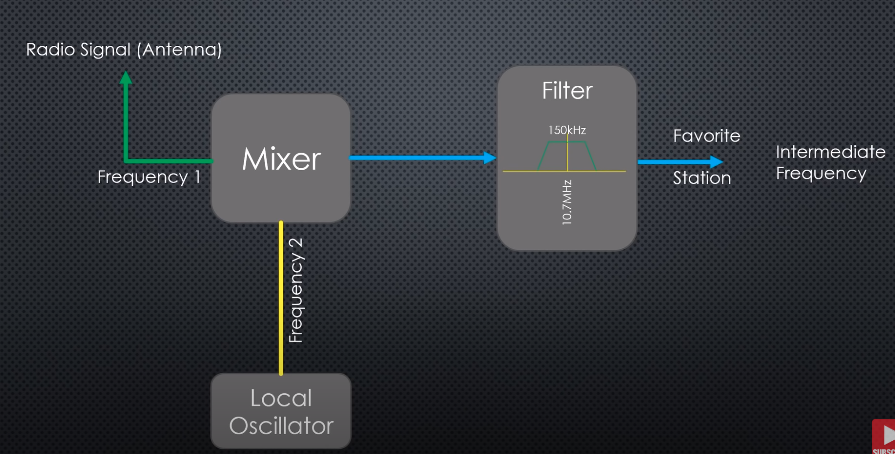 Radio Signal (Antenna)
Filter
150kHz
Mixer
Favorite
Intermediate
Frequency 1
Station
Frequency
10.7MHz
Frequency 2
Local
Oscillator